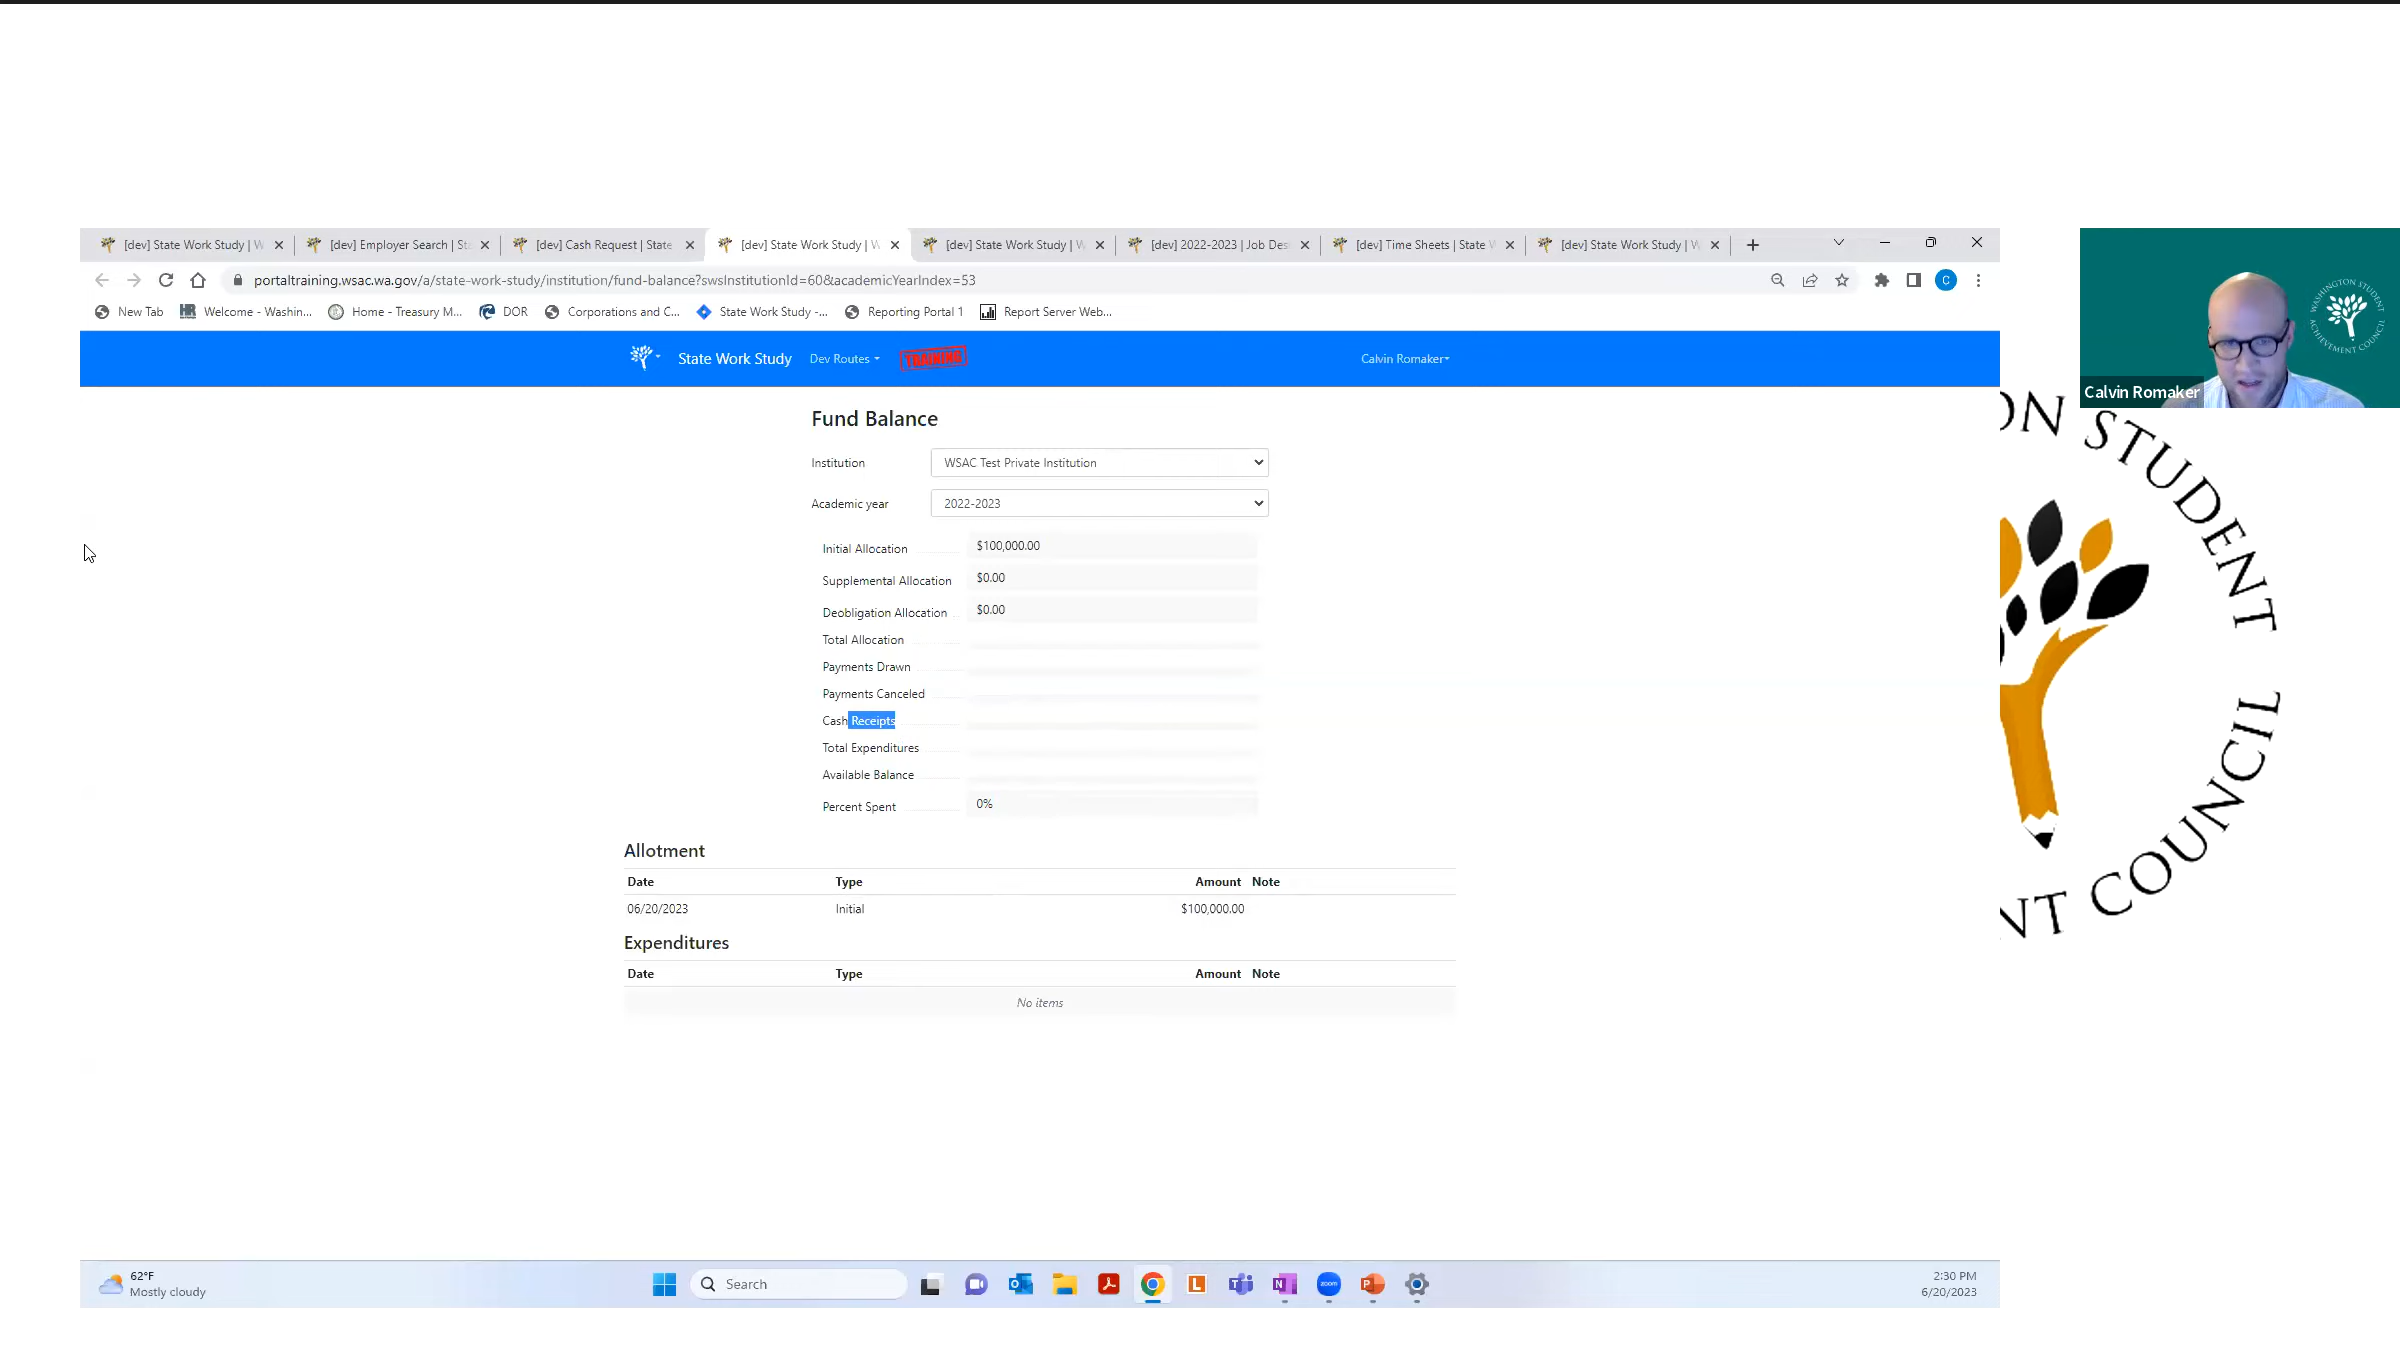 [dev] State Work Study | W
[dev] Employer Search | Sta
[dev] Cash Request | State
[dev] State Work Study | W
[dev] State Work Study | W
[dev] 2022-2023 | Job Des
[dev] Time Sheets | State W
[dev] State Work Study | W
portaltraining.wsac.wa.gov/a/state-work-study/institution/fund-balance?swsInstitutionId=60&academicYearIndex=53
C
New Tab
HR Welcome - Washin...
Home - Treasury M...
DOR
Corporations and C...
State Work Study -...
Reporting Portal 1
Report Server Web...
State Work Study
Dev Routes
TRAINING
Calvin Romaker
WASHINGTON STUDENT ACHIEVEMENT COUNCIL
Calvin Romaker
Fund Balance
Institution WSAC Test Private Institution
Academic year 2022-2023
Initial Allocation $100,000.00
Supplemental Allocation $0.00
Deobligation Allocation $0.00
Total Allocation
Payments Drawn
Payments Canceled
Cash Receipts
Total Expenditures
Available Balance
Percent Spent 0%
Allotment
Date Type Amount Note
06/20/2023 Initial $100,000.00
Expenditures
Date Type Amount Note
No items
ON STUDENT
NT COUNCIL
62°F
Mostly cloudy
Search
zoom
2:30 PM
6/20/2023